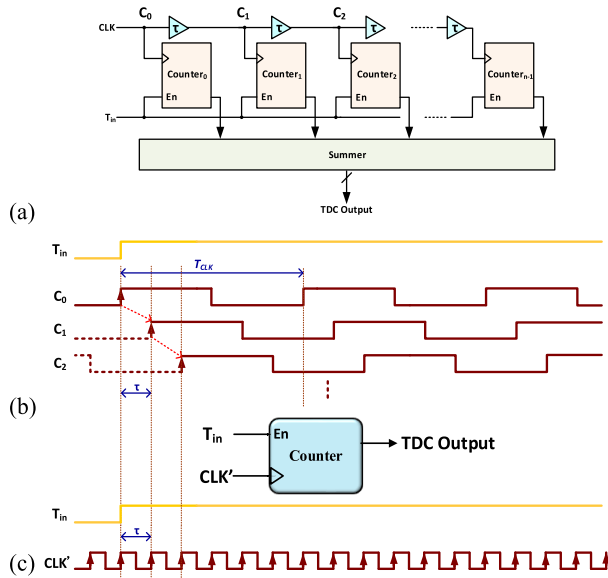 C0 C1 C2
CLK τ τ τ τ
Counter0 Counter1 Counter2 Countern-1
En En En En
Tin
Summer
TDC Output
(a)
Tin
TCLK
C0
C1
C2
τ
(b)
Tin En Counter TDC Output
CLK'
Tin
τ
(c) CLK'